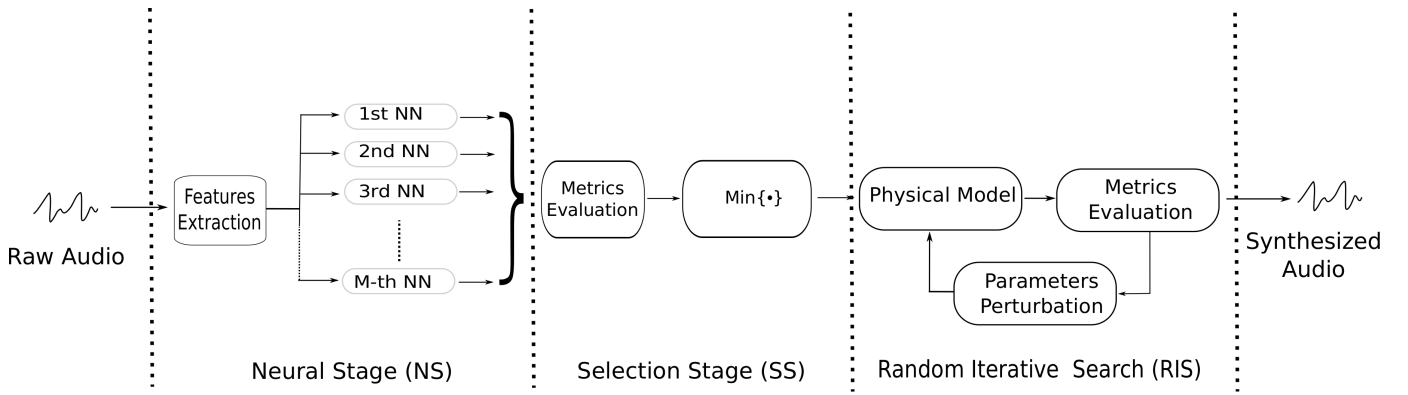 Raw Audio
Features
Extraction
1st NN
2nd NN
3rd NN
M-th NN
Neural Stage (NS)
Metrics
Evaluation
Min{•}
Selection Stage (SS)
Physical Model
Metrics
Evaluation
Parameters
Perturbation
Random Iterative Search (RIS)
Synthesized
Audio